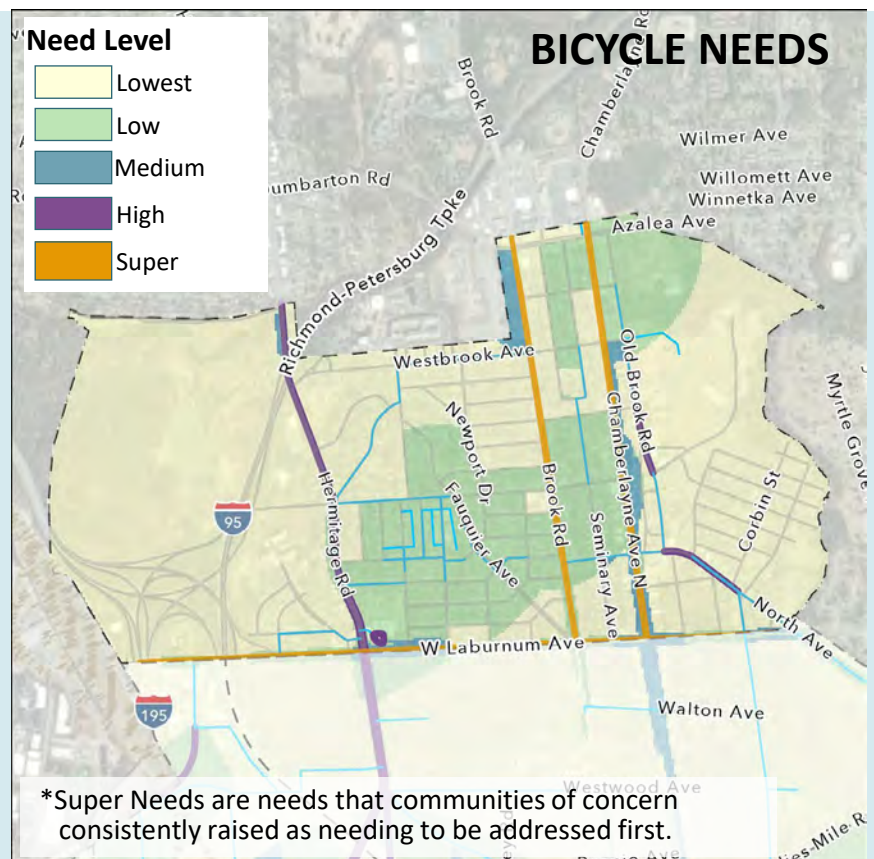 Need Level
Lowest
Low
Medium
High
Super
BICYCLE NEEDS
Brook Rd
Chamberlayne Rd
Wilmer Ave
Willomett Ave
Winnetka Ave
Azalea Ave
Richmond-Petersburg Tpke
Westbrook Ave
Old Brook Rd
Newport Dr
Chamberlayne Ave N
Myrtle Grove
Hermitage Rd
Fauquier Ave
Brook Rd
Seminary Ave
Corbin St
95
North Ave
W Laburnum Ave
195
Walton Ave
Westwood Ave
*Super Needs are needs that communities of concern
consistently raised as needing to be addressed first.